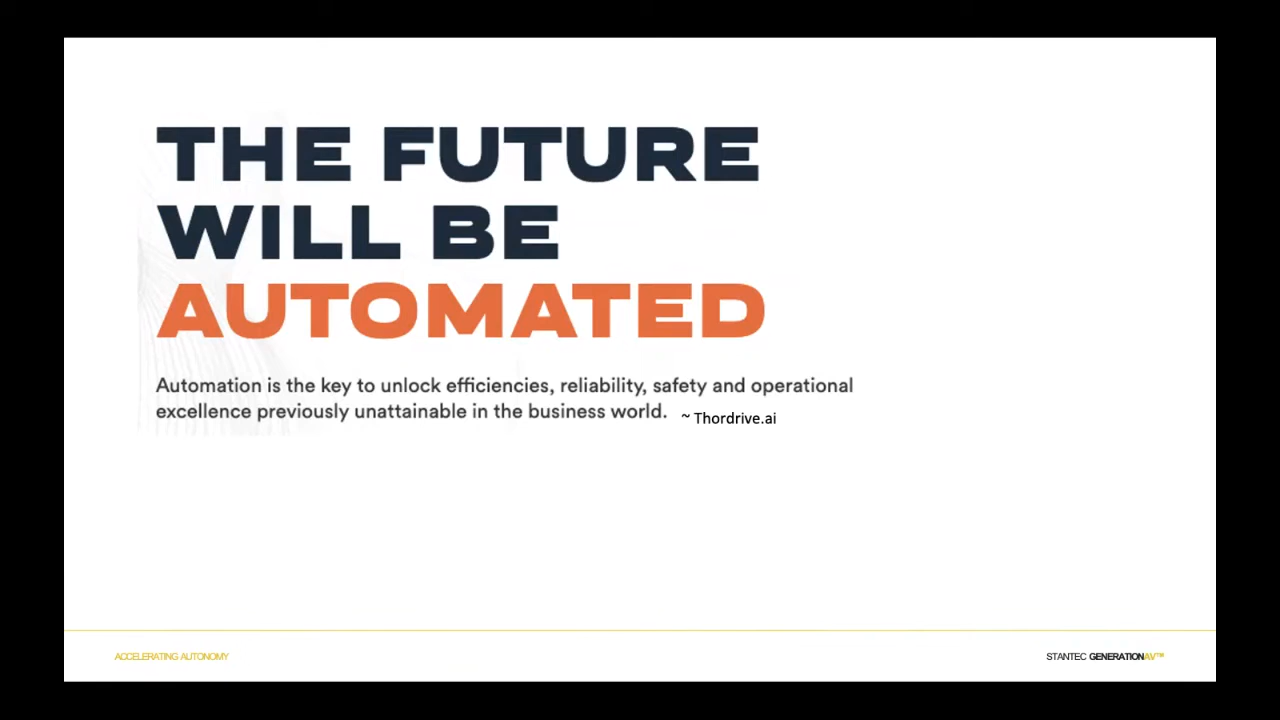 THE FUTURE
WILL BE
AUTOMATED
Automation is the key to unlock efficiencies, reliability, safety and operational
excellence previously unattainable in the business world. ~ Thordrive.ai
ACCELERATING AUTONOMY
STANTEC GENERATIONAV™